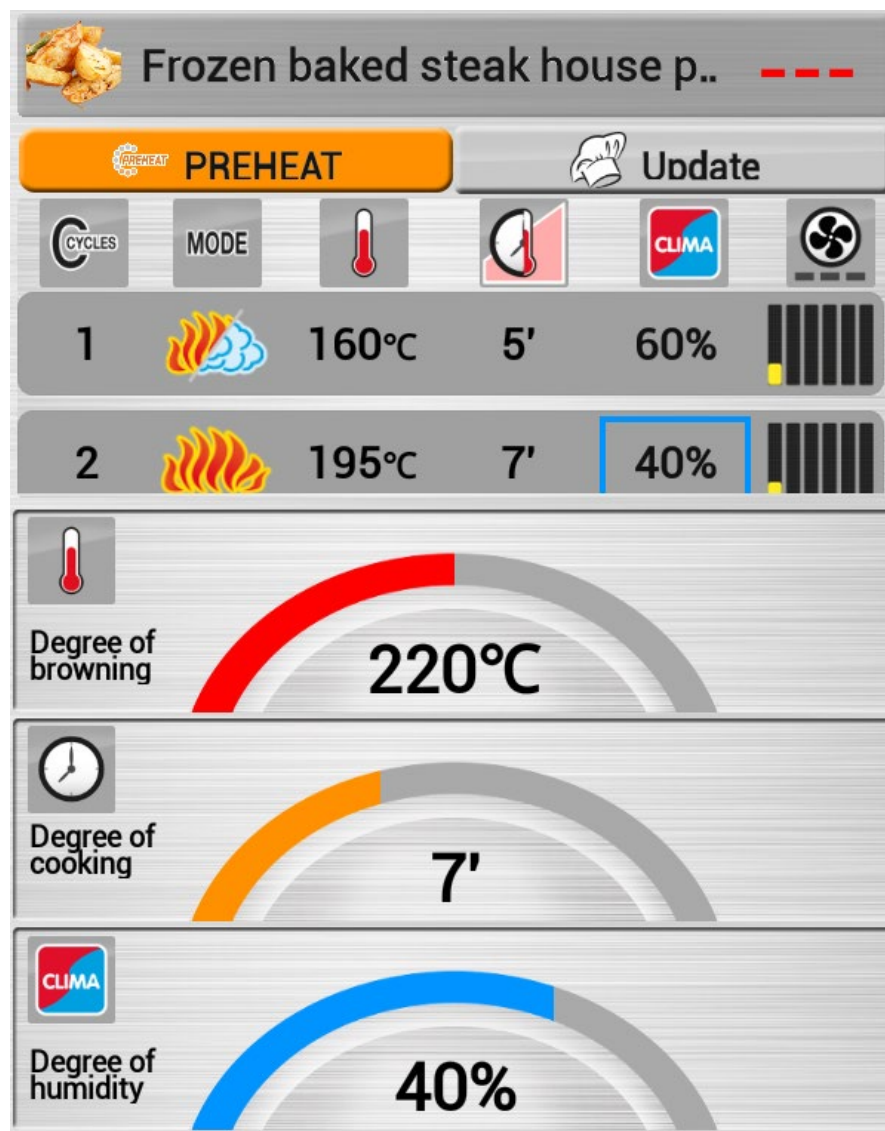 Frozen baked steak house p.. ---
PREHEAT PREHEAT
Update
CYCLES MODE CLIMA
1 160°C 5' 60%
2 195°C 7' 40%
Degree of
browning
220°C
Degree of
cooking
7'
CLIMA
Degree of
humidity
40%